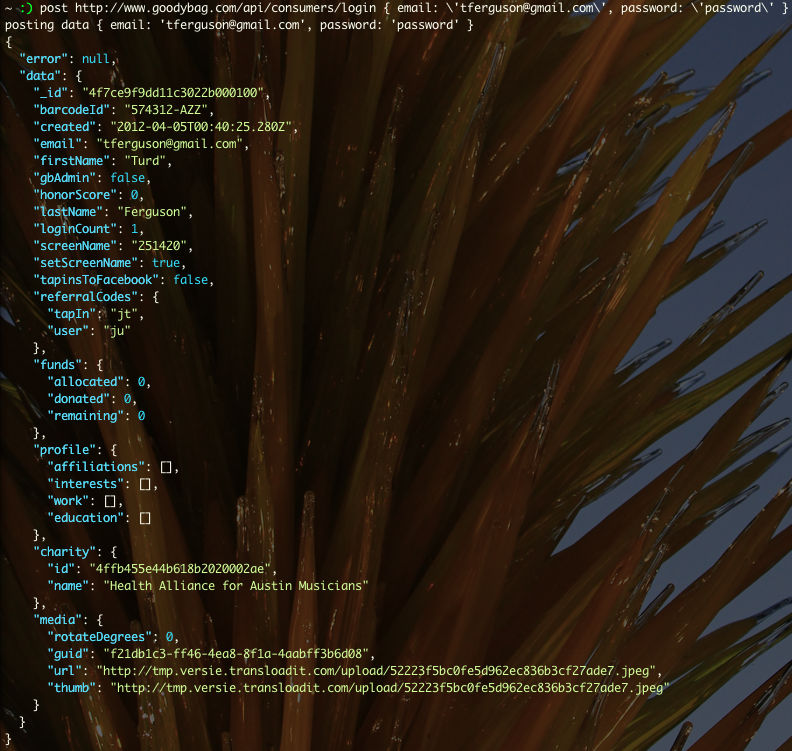 ~ :) post http://www.goodybag.com/api/consumers/login { email: \'tferguson@gmail.com\', password: \'password\' }
posting data { email: 'tferguson@gmail.com', password: 'password' }
{
  "error": null,
  "data": {
    "_id": "4f7ce9f9dd11c3022b000100",
    "barcodeId": "574312-AZZ",
    "created": "2012-04-05T00:40:25.280Z",
    "email": "tferguson@gmail.com",
    "firstName": "Turd",
    "gbAdmin": false,
    "honorScore": 0,
    "lastName": "Ferguson",
    "loginCount": 1,
    "screenName": "251420",
    "setScreenName": true,
    "tapinsToFacebook": false,
    "referralCodes": {
      "tapIn": "jt",
      "user": "ju"
    },
    "funds": {
      "allocated": 0,
      "donated": 0,
      "remaining": 0
    },
    "profile": {
      "affiliations": [],
      "interests": [],
      "work": [],
      "education": []
    },
    "charity": {
      "id": "4ffb455e44b618b2020002ae",
      "name": "Health Alliance for Austin Musicians"
    },
    "media": {
      "rotateDegrees": 0,
      "guid": "f21db1c3-ff46-4ea8-8f1a-4aabff3b6d08",
      "url": "http://tmp.versie.transloadit.com/upload/52223f5bc0fe5d962ec836b3cf27ade7.jpeg",
      "thumb": "http://tmp.versie.transloadit.com/upload/52223f5bc0fe5d962ec836b3cf27ade7.jpeg"
    }
  }
}